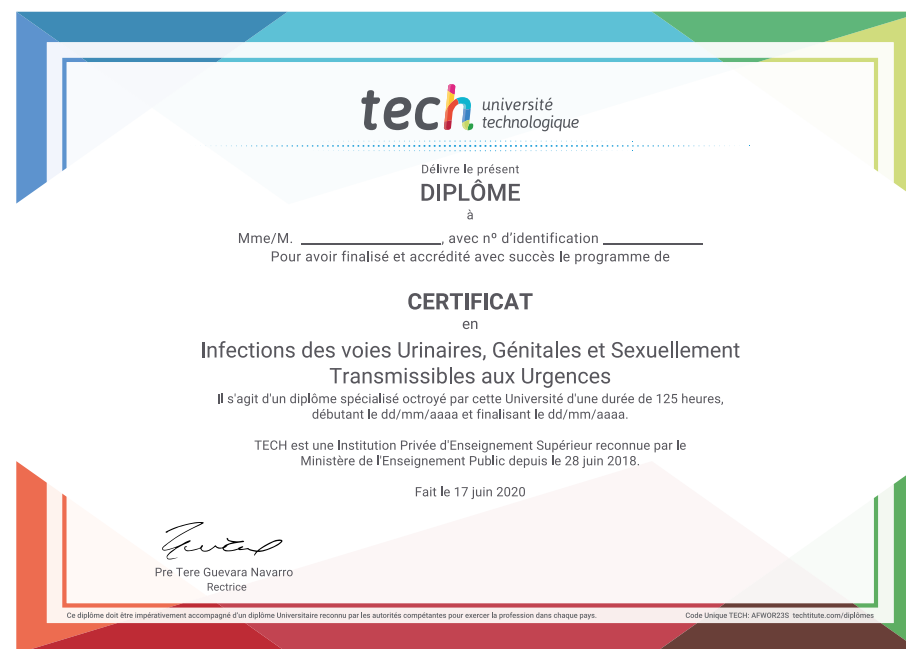 tech université
technologique
Délivre le présent
DIPLÔME
à
Mme/M. ____________________, avec nº d'identification ______________
Pour avoir finalisé et accrédité avec succès le programme de
CERTIFICAT
en
Infections des voies Urinaires, Génitales et Sexuellement
Transmissibles aux Urgences
Il s'agit d'un diplôme spécialisé octroyé par cette Université d'une durée de 125 heures,
débutant le dd/mm/aaaa et finalisant le dd/mm/aaaa.
TECH est une Institution Privée d'Enseignement Supérieur reconnue par le
Ministère de l'Enseignement Public depuis le 28 juin 2018.
Fait le 17 juin 2020
Pre Tere Guevara Navarro
Rectrice
Ce diplôme doit être impérativement accompagné d'un diplôme Universitaire reconnu par les autorités compétantes pour exercer la profession dans chaque pays. Code Unique TECH: AFWOR23S techtitute.com/diplômes